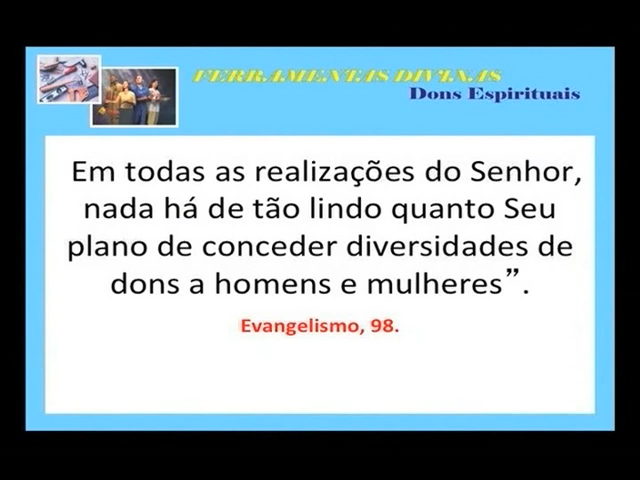 FERRAMENTAS DIVINAS
Dons Espirituais
Em todas as realizações do Senhor,
nada há de tão lindo quanto Seu
plano de conceder diversidades de
dons a homens e mulheres”.
Evangelismo, 98.